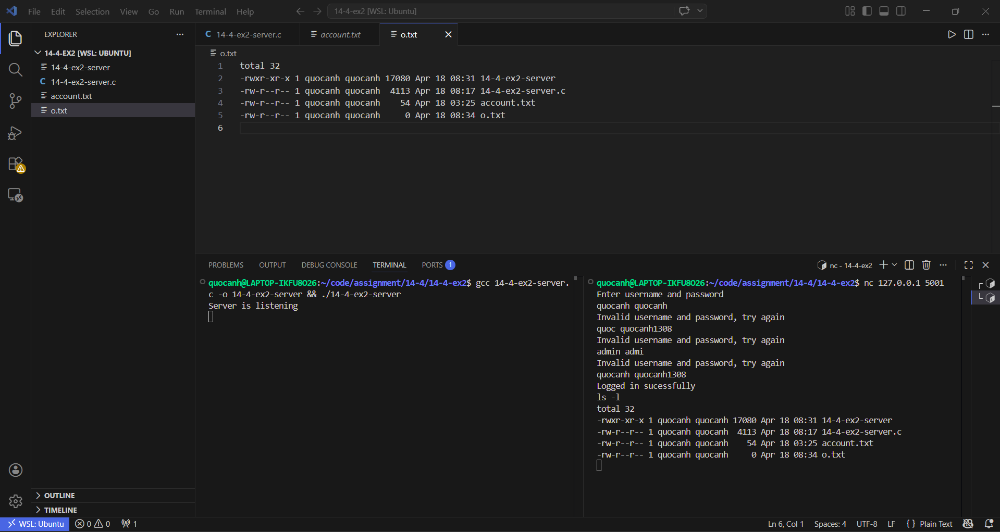 File Edit Selection View Go Run Terminal Help
14-4-ex2 [WSL: Ubuntu]
EXPLORER
14-4-EX2 [WSL: UBUNTU]
14-4-ex2-server
C 14-4-ex2-server.c
account.txt
o.txt
OUTLINE
TIMELINE
C 14-4-ex2-server.c account.txt o.txt
o.txt
1 total 32
2 -rwxr-xr-x 1 quocanh quocanh 17080 Apr 18 08:31 14-4-ex2-server
3 -rw-r--r-- 1 quocanh quocanh 4113 Apr 18 08:17 14-4-ex2-server.c
4 -rw-r--r-- 1 quocanh quocanh 54 Apr 18 03:25 account.txt
5 -rw-r--r-- 1 quocanh quocanh 0 Apr 18 08:34 o.txt
6
PROBLEMS OUTPUT DEBUG CONSOLE TERMINAL PORTS 1
nc - 14-4-ex2
quocanh@LAPTOP-IKFU8O26:~/code/assignment/14-4/14-4-ex2$ gcc 14-4-ex2-server.
c -o 14-4-ex2-server && ./14-4-ex2-server
Server is listening
quocanh@LAPTOP-IKFU8O26:~/code/assignment/14-4/14-4-ex2$ nc 127.0.0.1 5001
Enter username and password
quocanh quocanh
Invalid username and password, try again
quoc quocanh1308
Invalid username and password, try again
admin admi
Invalid username and password, try again
quocanh quocanh1308
Logged in sucessfully
ls -l
total 32
-rwxr-xr-x 1 quocanh quocanh 17080 Apr 18 08:31 14-4-ex2-server
-rw-r--r-- 1 quocanh quocanh 4113 Apr 18 08:17 14-4-ex2-server.c
-rw-r--r-- 1 quocanh quocanh 54 Apr 18 03:25 account.txt
-rw-r--r-- 1 quocanh quocanh 0 Apr 18 08:34 o.txt
WSL: Ubuntu 0 0 1
Ln 6, Col 1 Spaces: 4 UTF-8 LF {} Plain Text